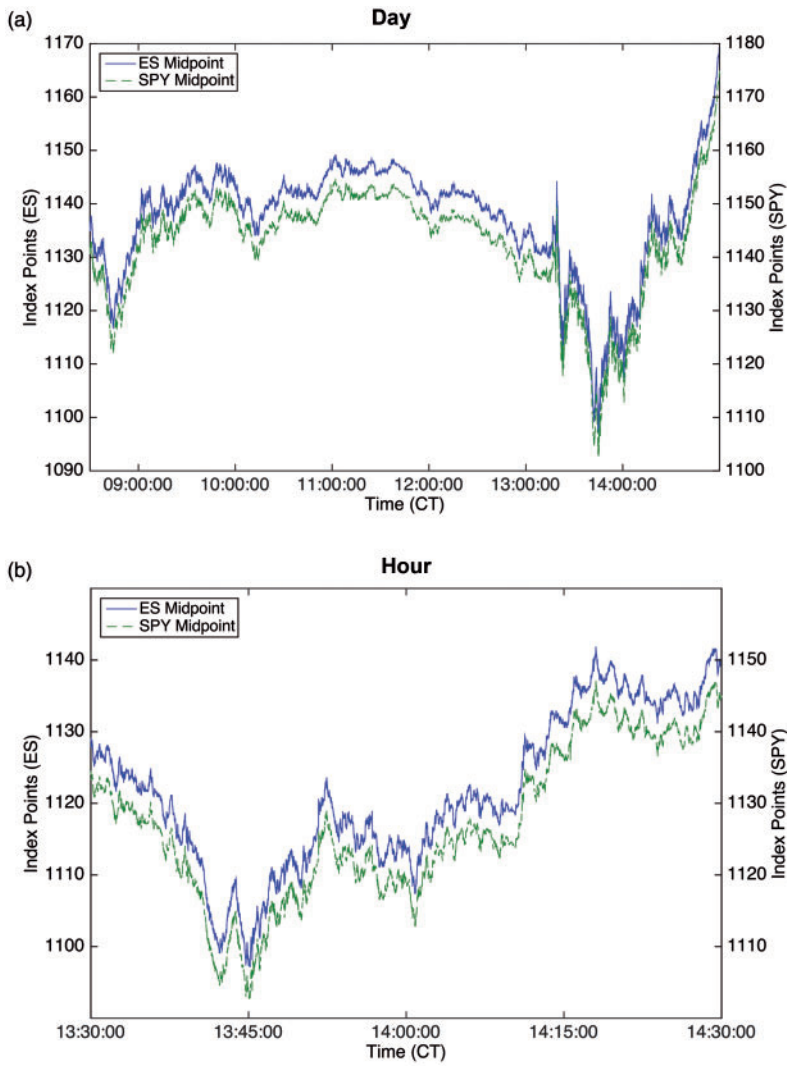 (a)
Day
1170
1160
1150
1140
1130
1120
1110
1100
1090
Index Points (ES)
ES Midpoint
SPY Midpoint
1180
1170
1160
1150
1140
1130
1120
1110
1100
Index Points (SPY)
09:00:00 10:00:00 11:00:00 12:00:00 13:00:00 14:00:00
Time (CT)
(b)
Hour
1140
1130
1120
1110
1100
Index Points (ES)
ES Midpoint
SPY Midpoint
1150
1140
1130
1120
1110
Index Points (SPY)
13:30:00 13:45:00 14:00:00 14:15:00 14:30:00
Time (CT)